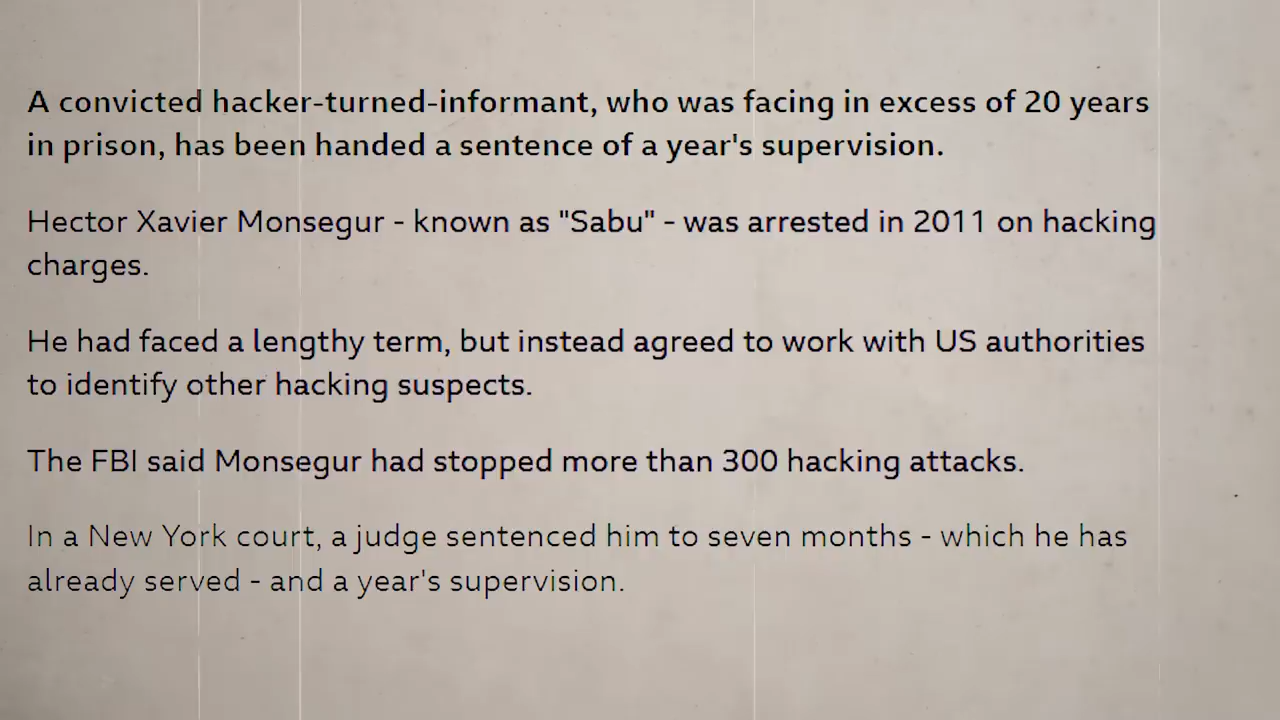 A convicted hacker-turned-informant, who was facing in excess of 20 years
in prison, has been handed a sentence of a year's supervision.
Hector Xavier Monsegur - known as "Sabu" - was arrested in 2011 on hacking
charges.
He had faced a lengthy term, but instead agreed to work with US authorities
to identify other hacking suspects.
The FBI said Monsegur had stopped more than 300 hacking attacks.
In a New York court, a judge sentenced him to seven months - which he has
already served - and a year's supervision.